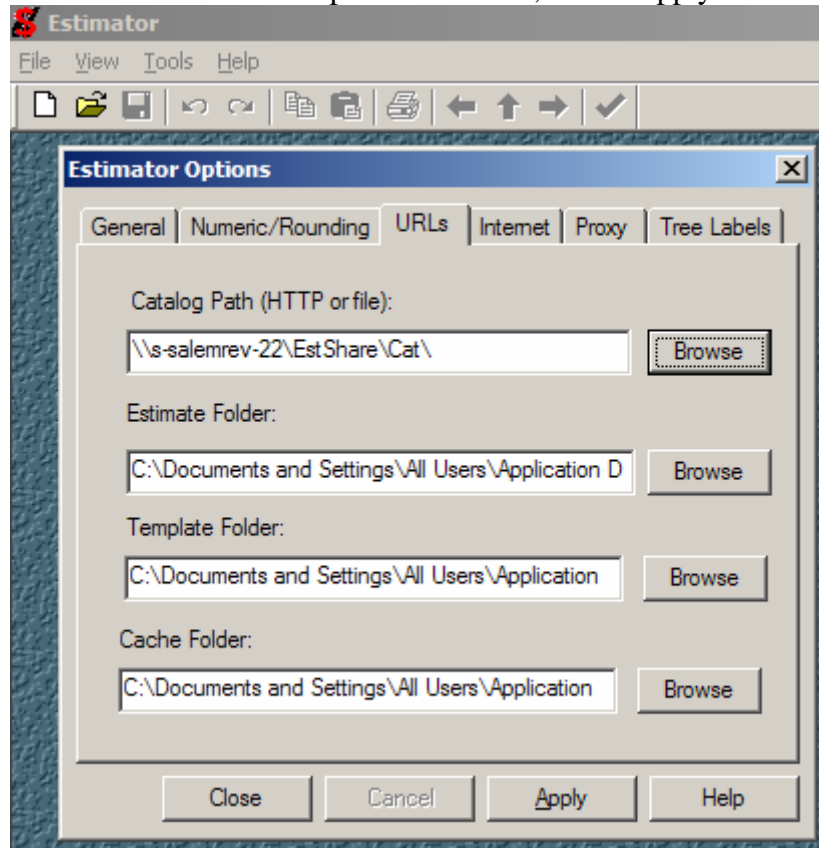 Estimator
File View Tools Help
Estimator Options
General Numeric/Rounding URLs Internet Proxy Tree Labels
Catalog Path (HTTP or file):
\\s-salemrev-22\EstShare\Cat\ Browse
Estimate Folder:
C:\Documents and Settings\All Users\Application D Browse
Template Folder:
C:\Documents and Settings\All Users\Application Browse
Cache Folder:
C:\Documents and Settings\All Users\Application Browse
Close Cancel Apply Help